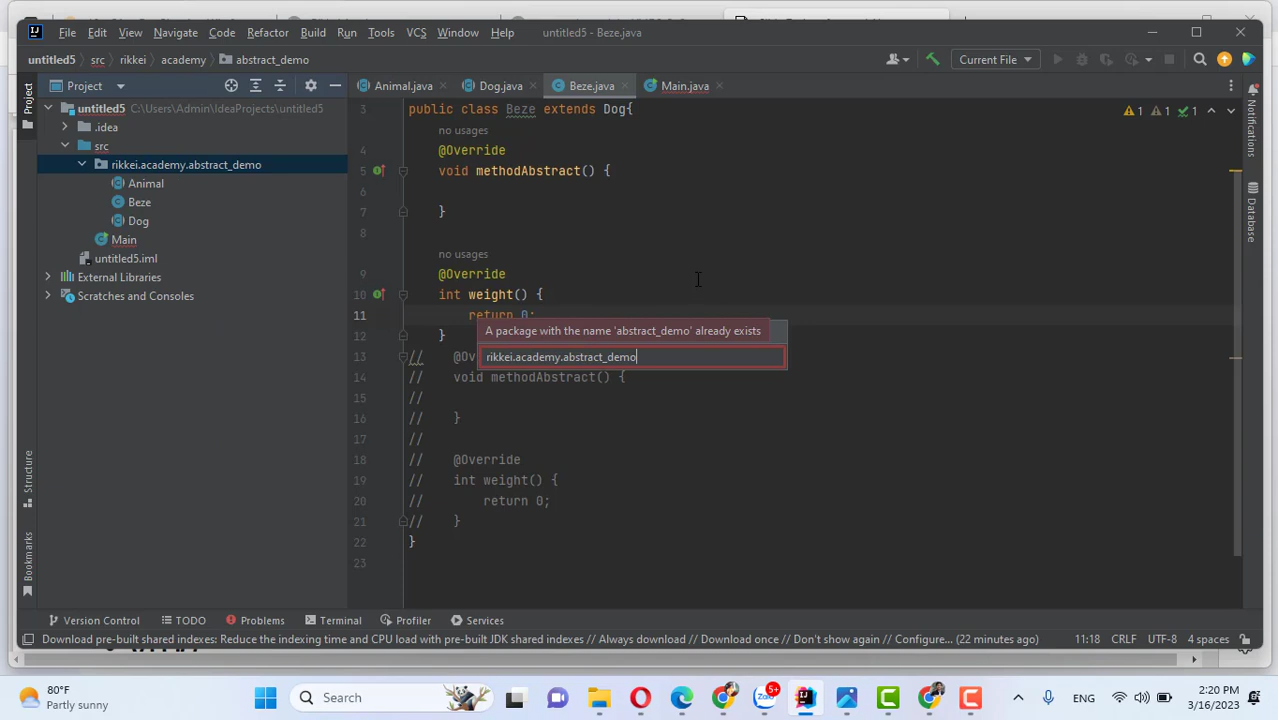 File Edit View Navigate Code Refactor Build Run Tools VCS Window Help untitled5 - Beze.java
untitled5 src rikkei academy abstract_demo Current File
Project Animal.java Dog.java Beze.java Main.java
Project
untitled5 C:\Users\Admin\IdeaProjects\untitled5
.idea
src
rikkei.academy.abstract_demo
Animal
Beze
Dog
Main
untitled5.iml
External Libraries
Scratches and Consoles
Structure
Bookmarks
3 public class Beze extends Dog{
no usages
4 @Override
5 void methodAbstract() {
6
7 }
8
no usages
9 @Override
10 int weight() {
11 return 0;
12 }
A package with the name 'abstract_demo' already exists
rikkei.academy.abstract_demo
13 // @Ov
14 // void methodAbstract() {
15 //
16 // }
17 //
18 // @Override
19 // int weight() {
20 // return 0;
21 // }
22 }
23
1 1 1
Notifications
Database
Version Control TODO Problems Terminal Profiler Services
Download pre-built shared indexes: Reduce the indexing time and CPU load with pre-built JDK shared indexes // Always download // Download once // Don't show again // Configure... (22 minutes ago) 11:18 CRLF UTF-8 4 spaces
80°F
Partly sunny
Search
5+
ENG
2:20 PM
3/16/2023